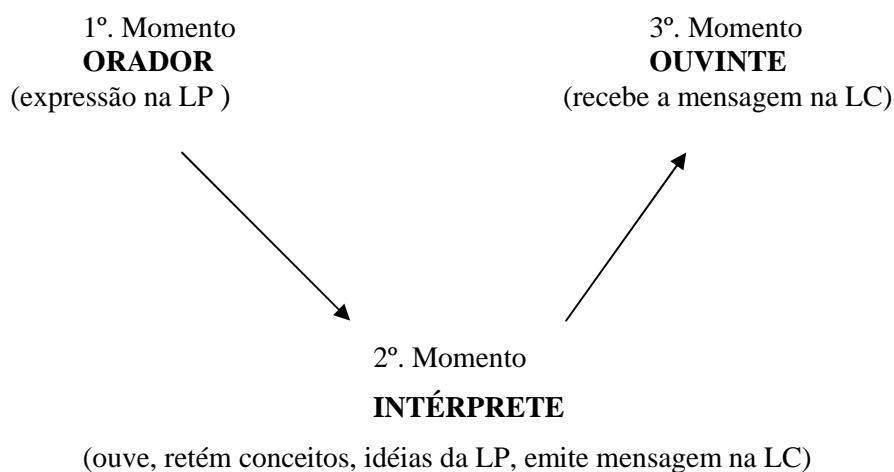 1º. Momento
ORADOR
(expressão na LP )
3º. Momento
OUVINTE
(recebe a mensagem na LC)
2º. Momento
INTÉRPRETE
(ouve, retém conceitos, idéias da LP, emite mensagem na LC)